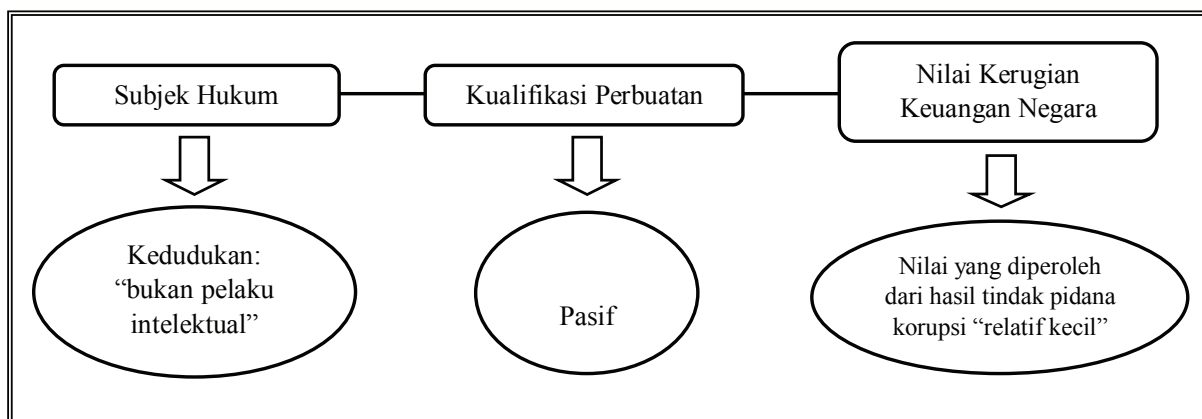 Subjek Hukum
Kualifikasi Perbuatan
Nilai Kerugian
Keuangan Negara
Kedudukan:
“bukan pelaku
intelektual”
Pasif
Nilai yang diperoleh
dari hasil tindak pidana
korupsi “relatif kecil”